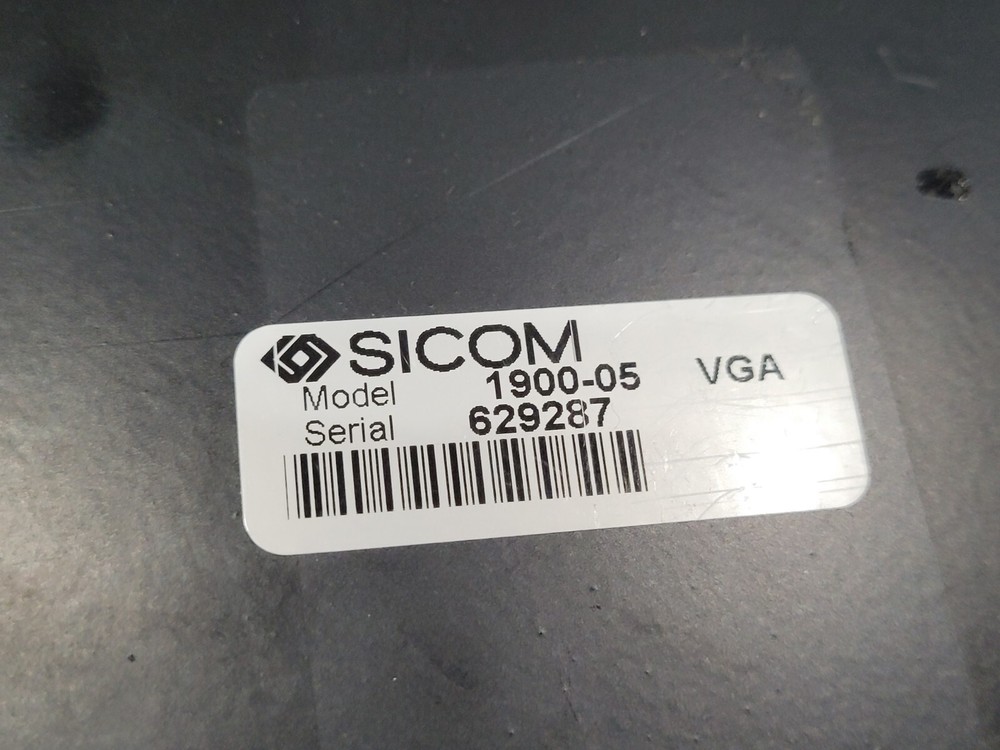 SICOM
Model 1900-05 VGA
Serial 629287